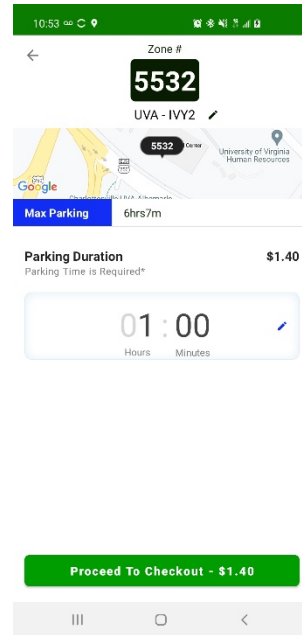 10:53
Zone #
5532
UVA - IVY2
5532
Corner
University of Virginia
Human Resources
Google
Max Parking 6hrs7m
Parking Duration $1.40
Parking Time is Required*
01 : 00
Hours Minutes
Proceed To Checkout - $1.40